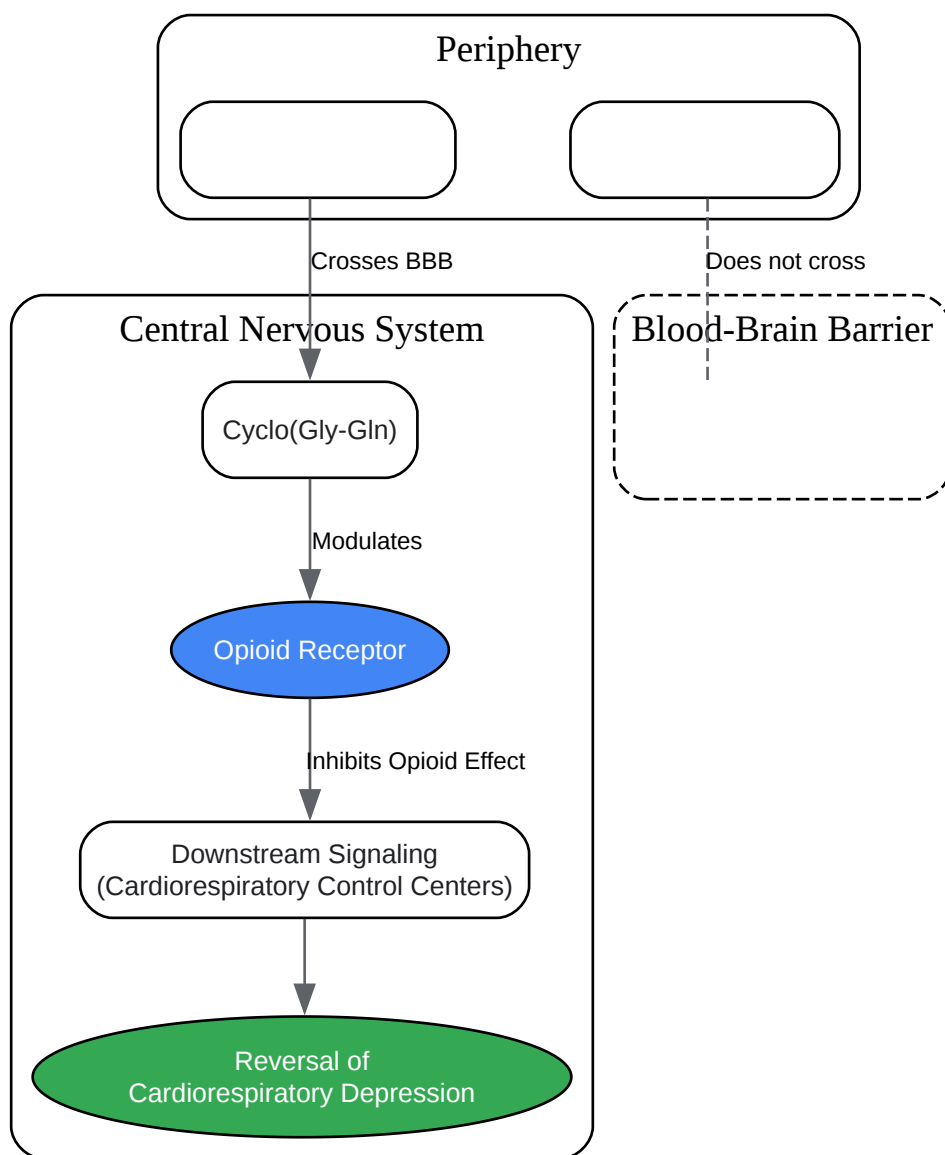 Periphery
Crosses BBB
Does not cross
Central Nervous System
Blood-Brain Barrier
Cyclo(Gly-Gln)
Modulates
Opioid Receptor
Inhibits Opioid Effect
Downstream Signaling
(Cardiorespiratory Control Centers)
Reversal of
Cardiorespiratory Depression